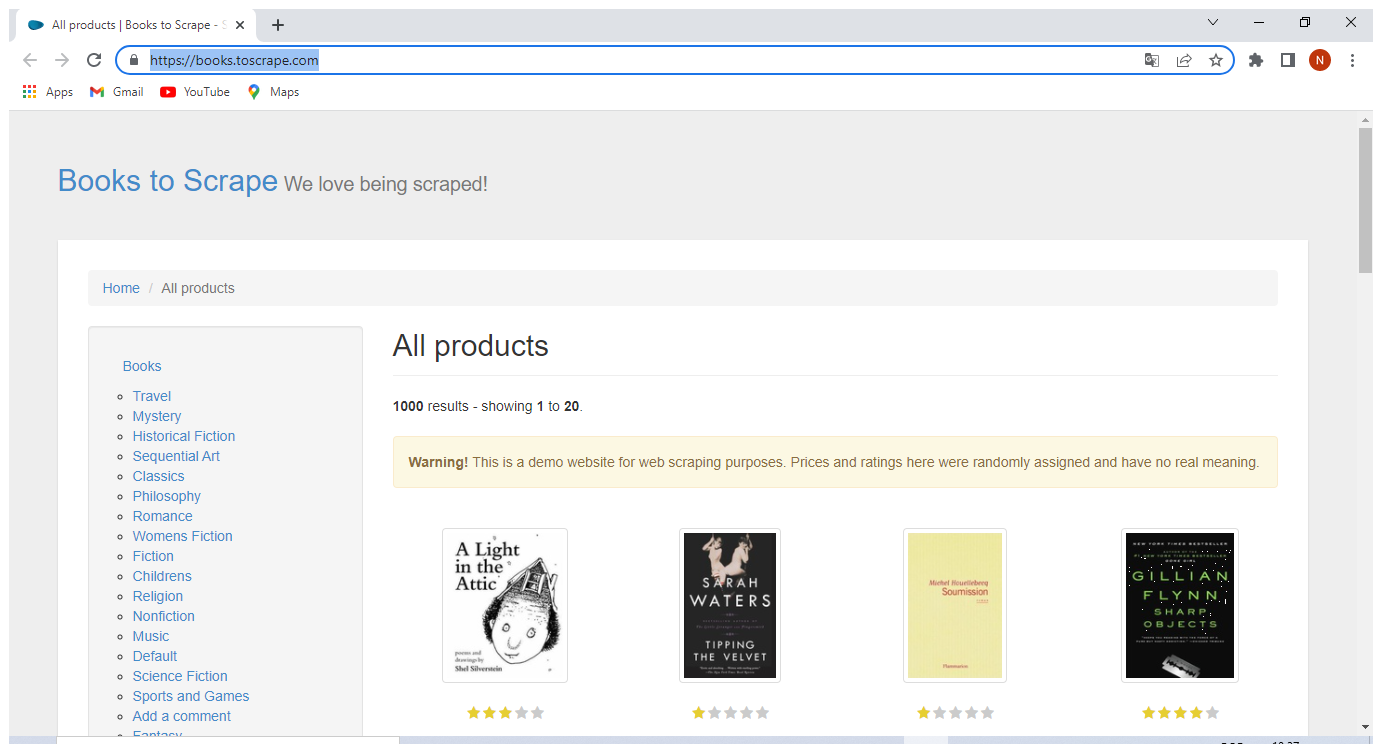 All products | Books to Scrape - S
https://books.toscrape.com
N
Apps Gmail YouTube Maps
Books to Scrape We love being scraped!
Home / All products
Books
Travel
Mystery
Historical Fiction
Sequential Art
Classics
Philosophy
Romance
Womens Fiction
Fiction
Childrens
Religion
Nonfiction
Music
Default
Science Fiction
Sports and Games
Add a comment
Fantasy
All products
1000 results - showing 1 to 20.
Warning! This is a demo website for web scraping purposes. Prices and ratings here were randomly assigned and have no real meaning.
A Light
in the
Attic
poems and
drawings by
Shel Silverstein
SARAH
WATERS
TIPPING
THE VELVET
Michel Houellebecq
Soumission
Flammarion
NEW YORK TIMES BESTSELLER
GILLIAN
FLYNN
SHARP
OBJECTS